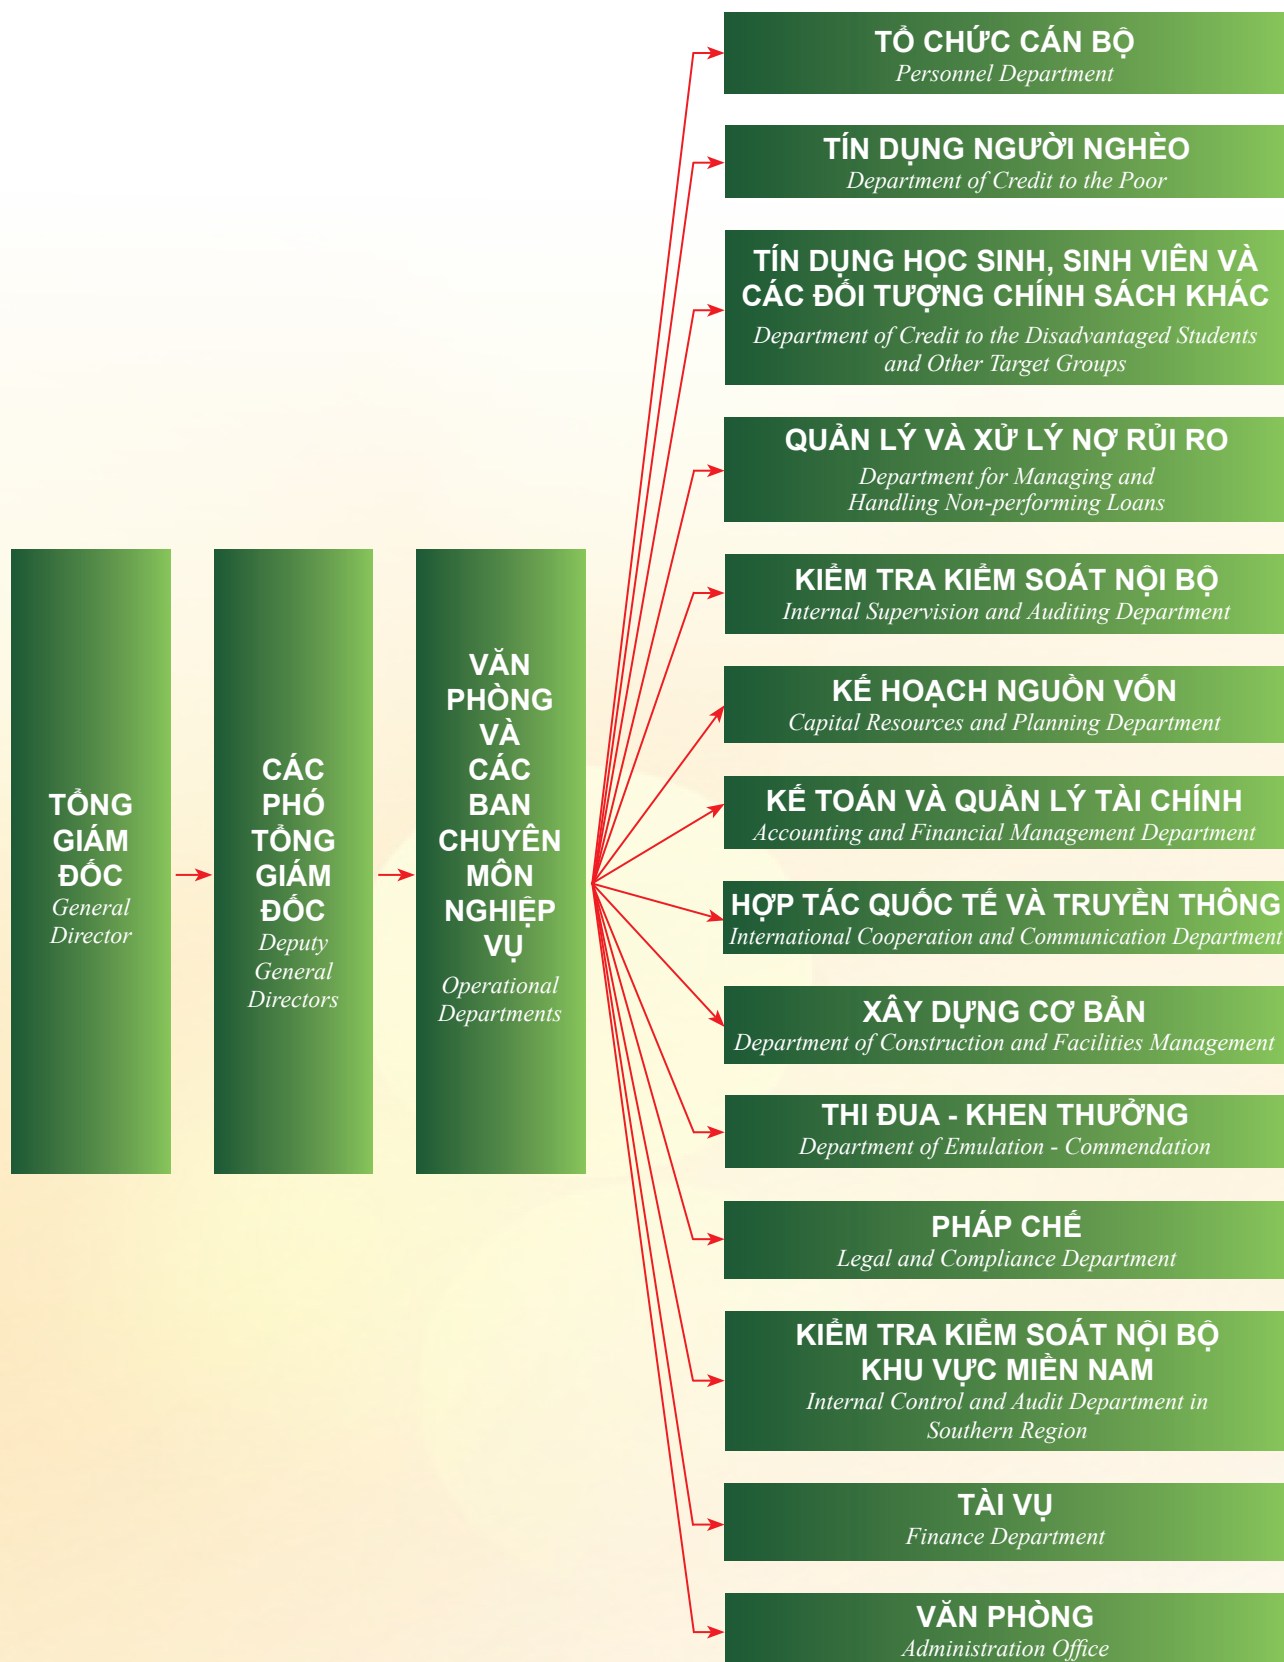 TỔNG
GIÁM
ĐỐC
General
Director
CÁC
PHÓ
TỔNG
GIÁM
ĐỐC
Deputy
General
Directors
VĂN
PHÒNG
VÀ
CÁC
BAN
CHUYÊN
MÔN
NGHIỆP
VỤ
Operational
Departments
TỔ CHỨC CÁN BỘ
Personnel Department
TÍN DỤNG NGƯỜI NGHÈO
Department of Credit to the Poor
TÍN DỤNG HỌC SINH, SINH VIÊN VÀ
CÁC ĐỐI TƯỢNG CHÍNH SÁCH KHÁC
Department of Credit to the Disadvantaged Students
and Other Target Groups
QUẢN LÝ VÀ XỬ LÝ NỢ RỦI RO
Department for Managing and
Handling Non-performing Loans
KIỂM TRA KIỂM SOÁT NỘI BỘ
Internal Supervision and Auditing Department
KẾ HOẠCH NGUỒN VỐN
Capital Resources and Planning Department
KẾ TOÁN VÀ QUẢN LÝ TÀI CHÍNH
Accounting and Financial Management Department
HỢP TÁC QUỐC TẾ VÀ TRUYỀN THÔNG
International Cooperation and Communication Department
XÂY DỰNG CƠ BẢN
Department of Construction and Facilities Management
THI ĐUA - KHEN THƯỞNG
Department of Emulation - Commendation
PHÁP CHẾ
Legal and Compliance Department
KIỂM TRA KIỂM SOÁT NỘI BỘ
KHU VỰC MIỀN NAM
Internal Control and Audit Department in
Southern Region
TÀI VỤ
Finance Department
VĂN PHÒNG
Administration Office